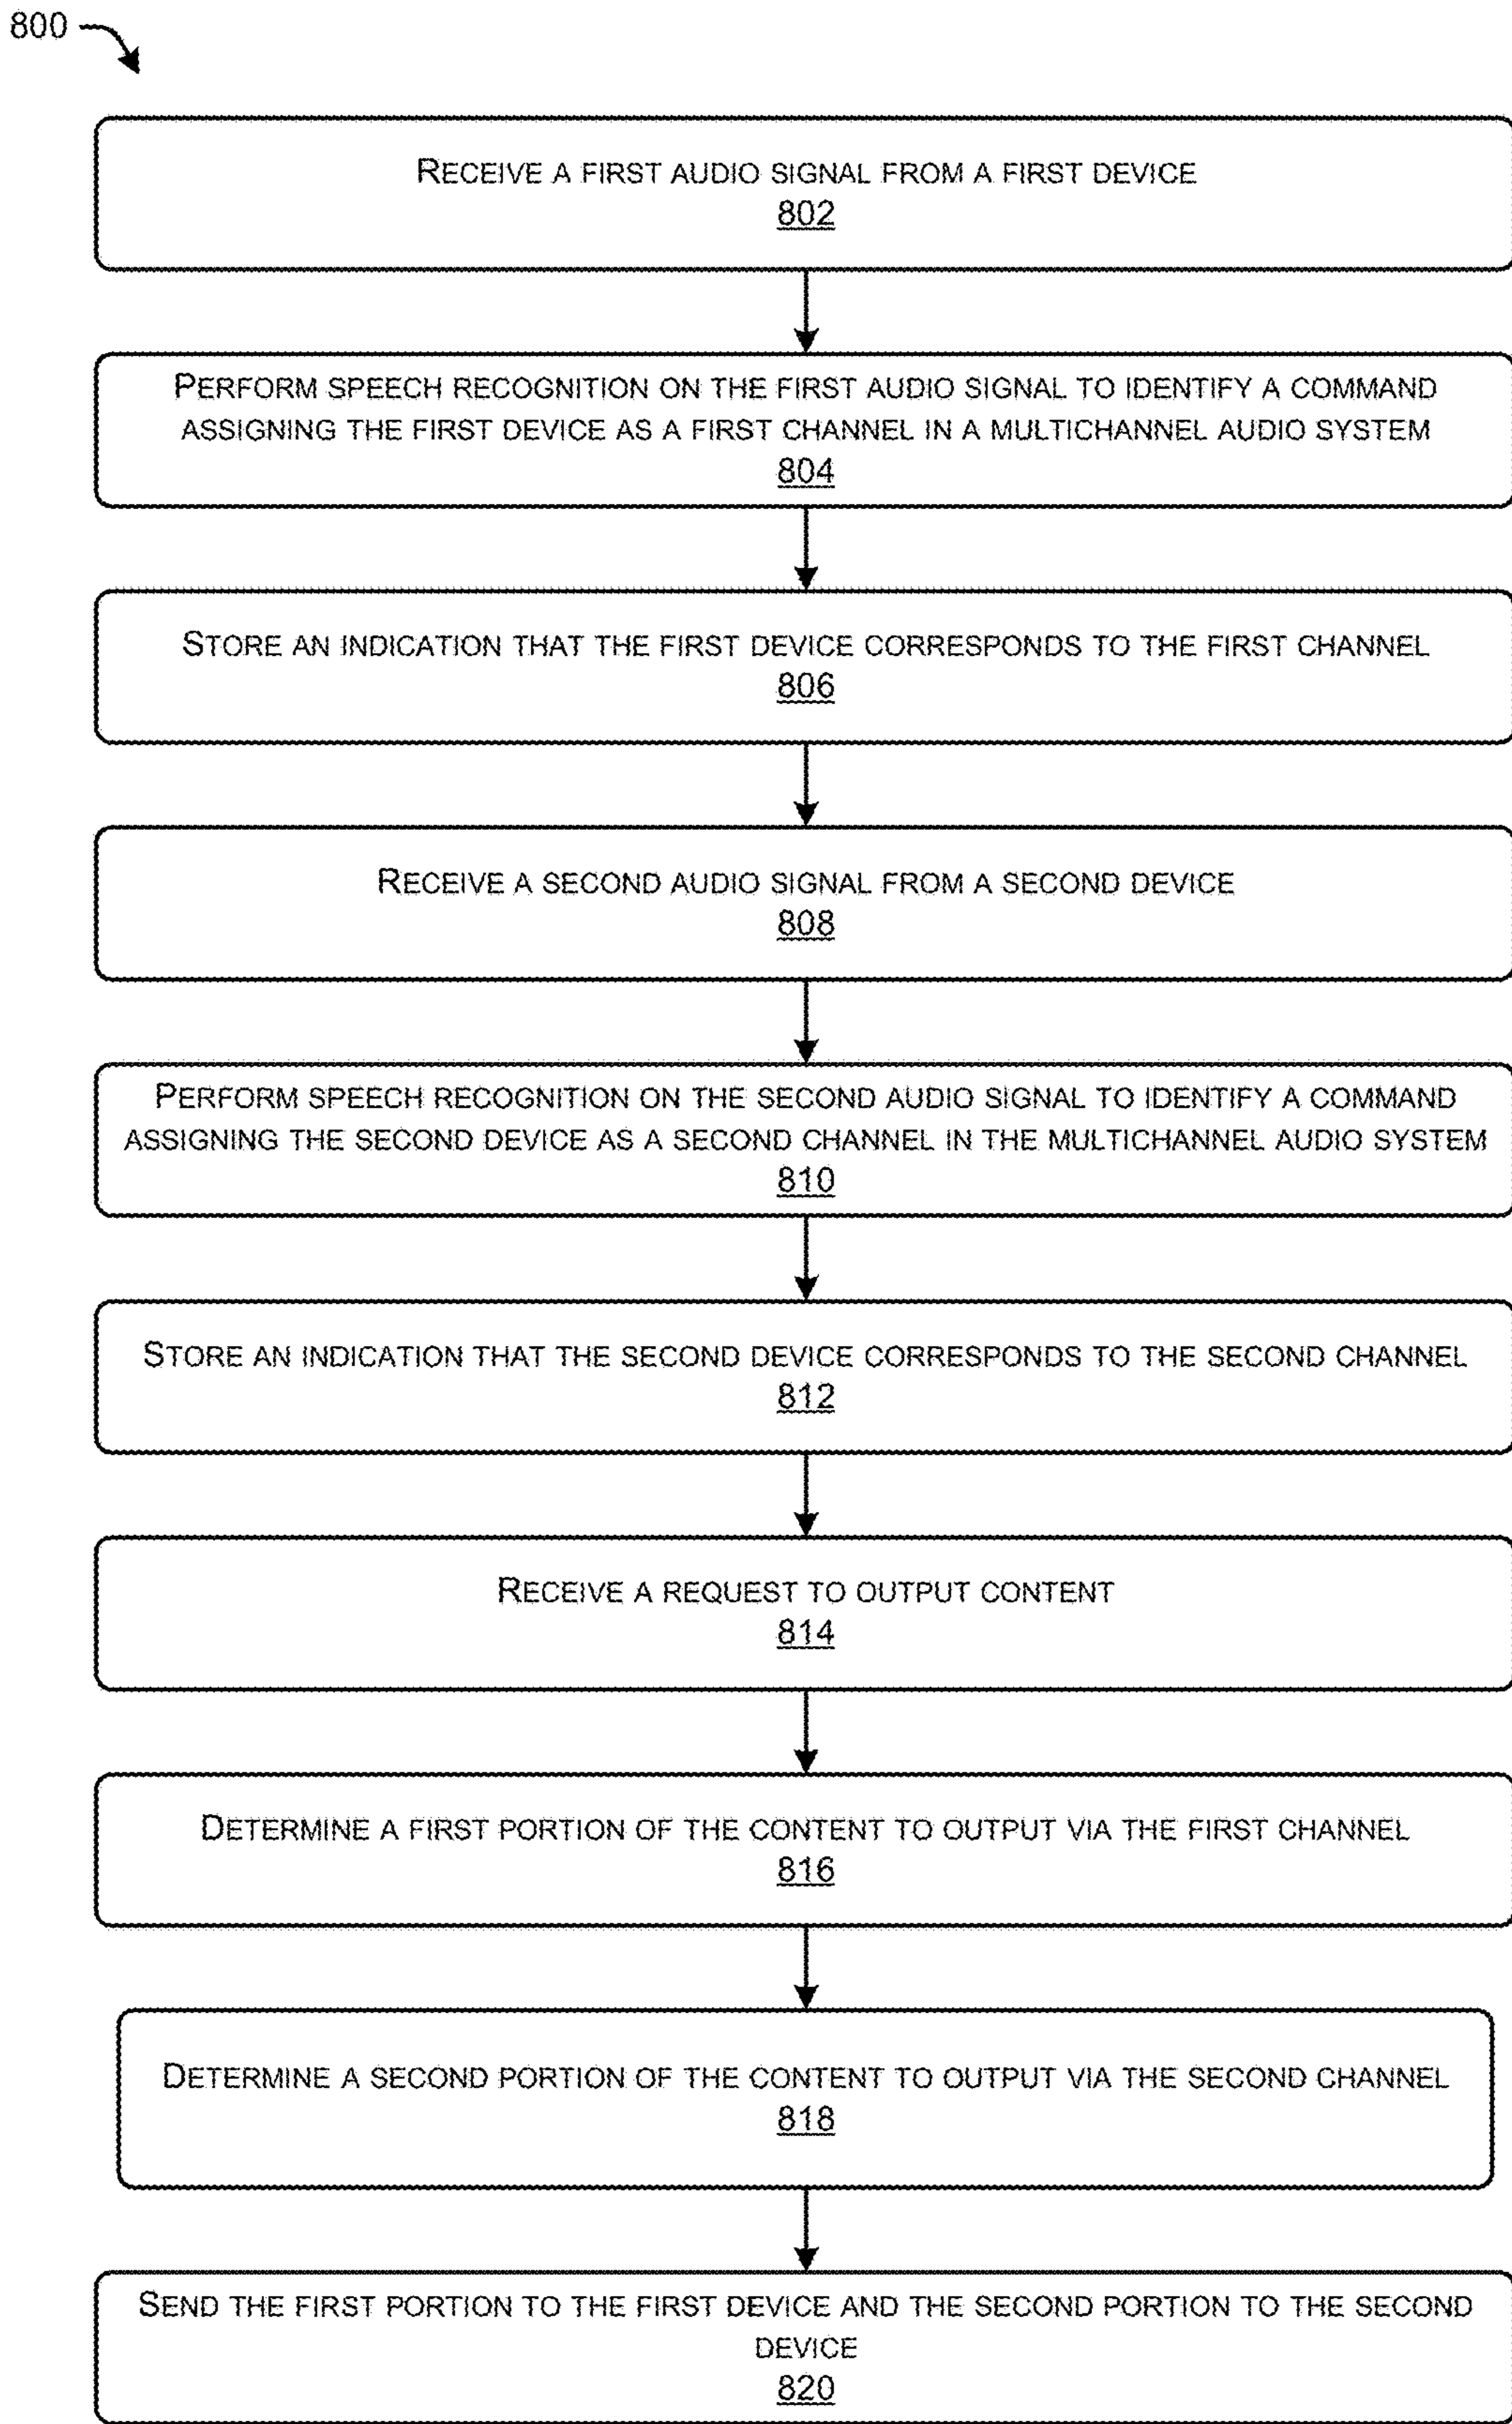 800
RECEIVE A FIRST AUDIO SIGNAL FROM A FIRST DEVICE
802
PERFORM SPEECH RECOGNITION ON THE FIRST AUDIO SIGNAL TO IDENTIFY A COMMAND
ASSIGNING THE FIRST DEVICE AS A FIRST CHANNEL IN A MULTICHANNEL AUDIO SYSTEM
804
STORE AN INDICATION THAT THE FIRST DEVICE CORRESPONDS TO THE FIRST CHANNEL
806
RECEIVE A SECOND AUDIO SIGNAL FROM A SECOND DEVICE
808
PERFORM SPEECH RECOGNITION ON THE SECOND AUDIO SIGNAL TO IDENTIFY A COMMAND
ASSIGNING THE SECOND DEVICE AS A SECOND CHANNEL IN THE MULTICHANNEL AUDIO SYSTEM
810
STORE AN INDICATION THAT THE SECOND DEVICE CORRESPONDS TO THE SECOND CHANNEL
812
RECEIVE A REQUEST TO OUTPUT CONTENT
814
DETERMINE A FIRST PORTION OF THE CONTENT TO OUTPUT VIA THE FIRST CHANNEL
816
DETERMINE A SECOND PORTION OF THE CONTENT TO OUTPUT VIA THE SECOND CHANNEL
818
SEND THE FIRST PORTION TO THE FIRST DEVICE AND THE SECOND PORTION TO THE SECOND
DEVICE
820